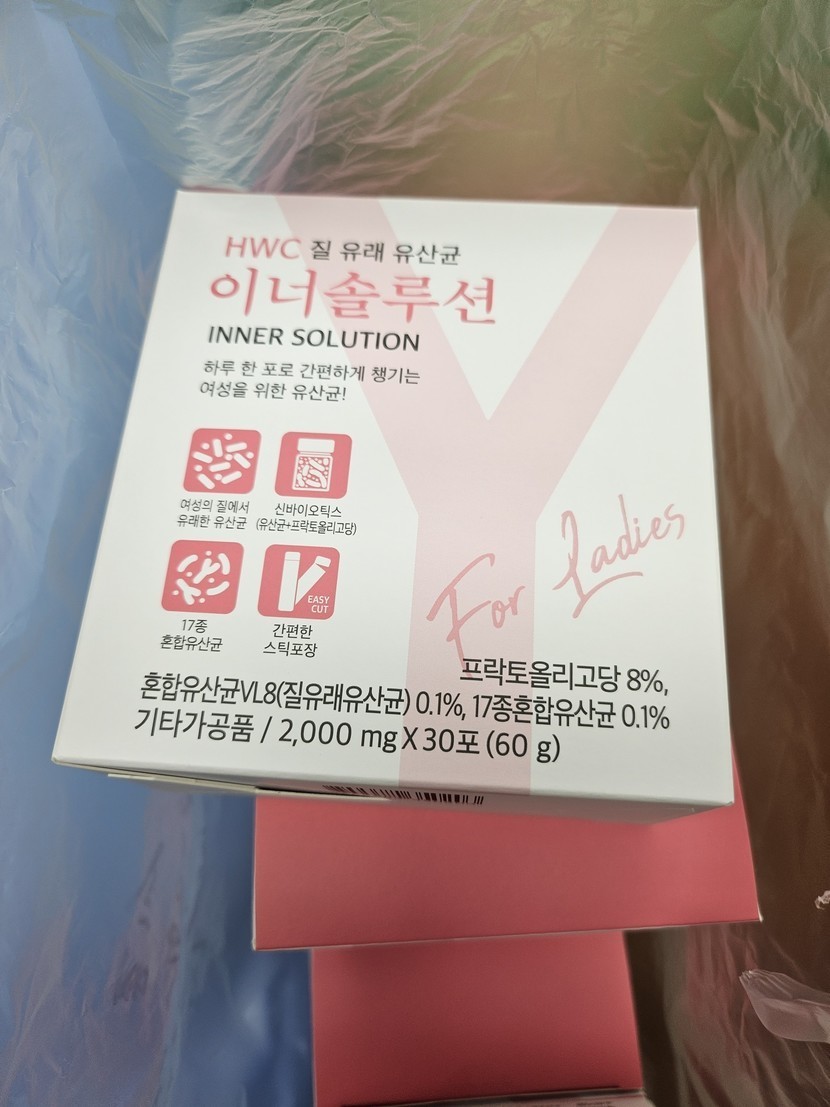 HWC 질 유래 유산균
이너솔루션
INNER SOLUTION
하루 한 포로 간편하게 챙기는
여성을 위한 유산균!
여성의 질에서
유래한 유산균
신바이오틱스
(유산균+프락토올리고당)
17종
혼합유산균
EASY
CUT
간편한
스틱포장
For Ladies
프락토올리고당 8%,
혼합유산균VL8(질유래유산균) 0.1%, 17종혼합유산균 0.1%
기타가공품 / 2,000 mg X 30포 (60 g)